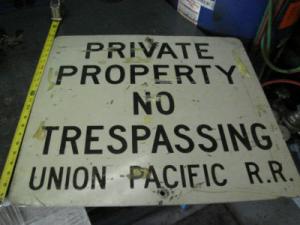 PRIVATE
PROPERTY
NO
TRESPASSING
UNION PACIFIC R.R.